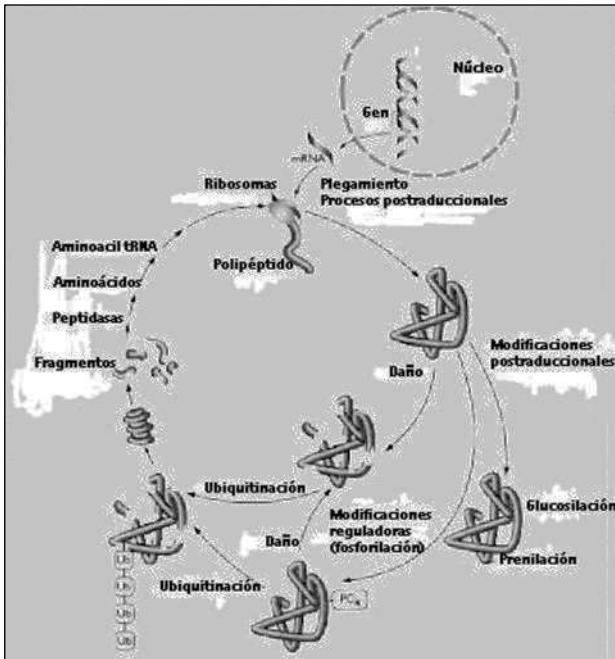 Núcleo
Gen
mRNA
Ribosomas
Plegamiento
Procesos postraduccionales
Aminoacil tRNA
Polipéptido
Aminoácidos
Peptidasas
Modificaciones
postraduccionales
Fragmentos
Daño
Ubiquitinación
Modificaciones
reguladoras
(fosforilación)
Glucosilación
Daño
Prenilación
Ubiquitinación